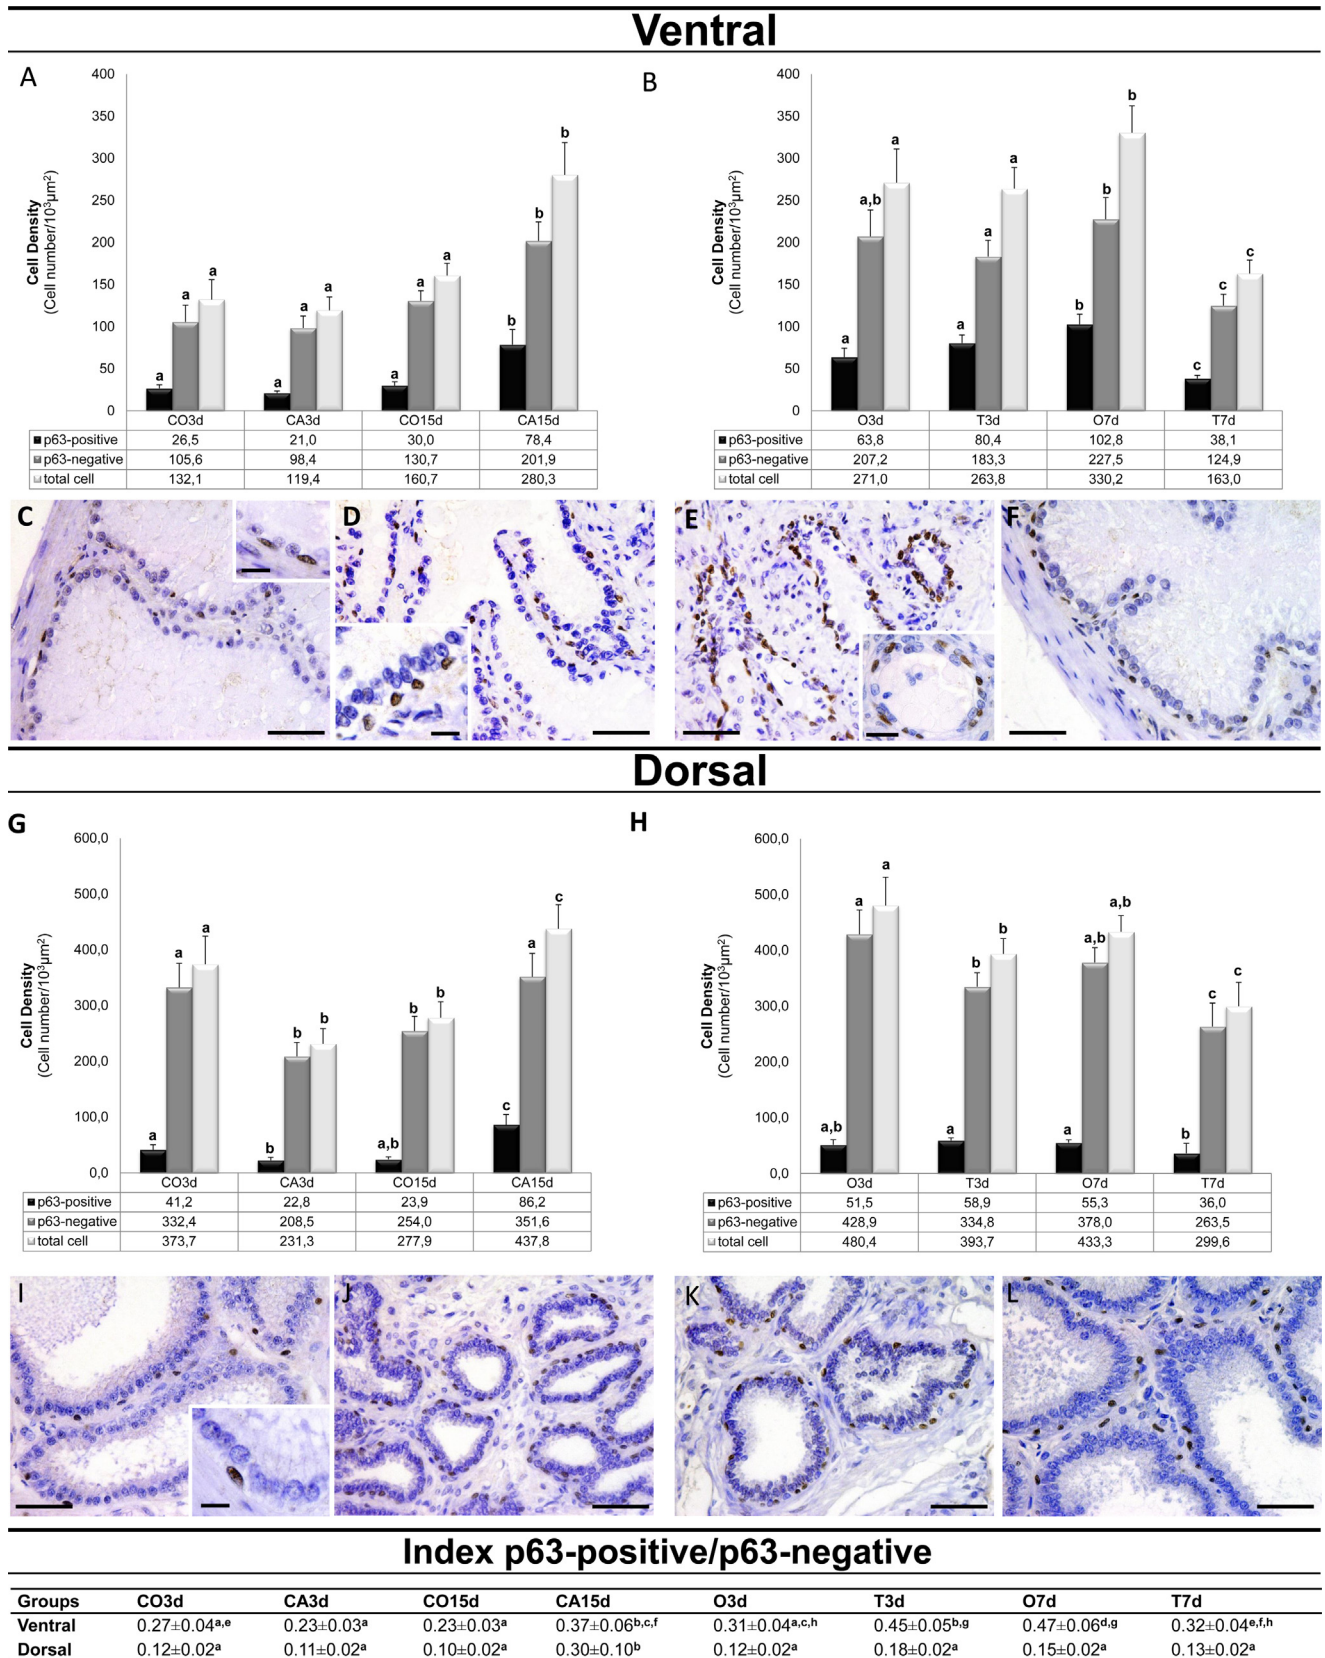 Ventral
A
400
350
300
250
200
150
100
50
0
Cell Density
(Cell number/10³µm²)
a a a
a a a
a a a
b b b
CO3d CA3d CO15d CA15d
p63-positive 26,5 21,0 30,0 78,4
p63-negative 105,6 98,4 130,7 201,9
total cell 132,1 119,4 160,7 280,3
B
400
350
300
250
200
150
100
50
0
Cell Density
(Cell number/10³µm²)
a a,b a
a a a
b b b
c c c
O3d T3d O7d T7d
p63-positive 63,8 80,4 102,8 38,1
p63-negative 207,2 183,3 227,5 124,9
total cell 271,0 263,8 330,2 163,0
C D E F
Dorsal
G
600,0
500,0
400,0
300,0
200,0
100,0
0,0
Cell Density
(Cell number/10³µm²)
a a a
b b b
a,b b b
c a c
CO3d CA3d CO15d CA15d
p63-positive 41,2 22,8 23,9 86,2
p63-negative 332,4 208,5 254,0 351,6
total cell 373,7 231,3 277,9 437,8
H
600,0
500,0
400,0
300,0
200,0
100,0
0,0
Cell Density
(Cell number/10³µm²)
a,b a a
a b b
a a,b a,b
b c c
O3d T3d O7d T7d
p63-positive 51,5 58,9 55,3 36,0
p63-negative 428,9 334,8 378,0 263,5
total cell 480,4 393,7 433,3 299,6
I J K L
Index p63-positive/p63-negative
Groups CO3d CA3d CO15d CA15d O3d T3d O7d T7d
Ventral 0.27±0.04a,e 0.23±0.03a 0.23±0.03a 0.37±0.06b,c,f 0.31±0.04a,c,h 0.45±0.05b,g 0.47±0.06d,g 0.32±0.04e,f,h
Dorsal 0.12±0.02a 0.11±0.02a 0.10±0.02a 0.30±0.10b 0.12±0.02a 0.18±0.02a 0.15±0.02a 0.13±0.02a